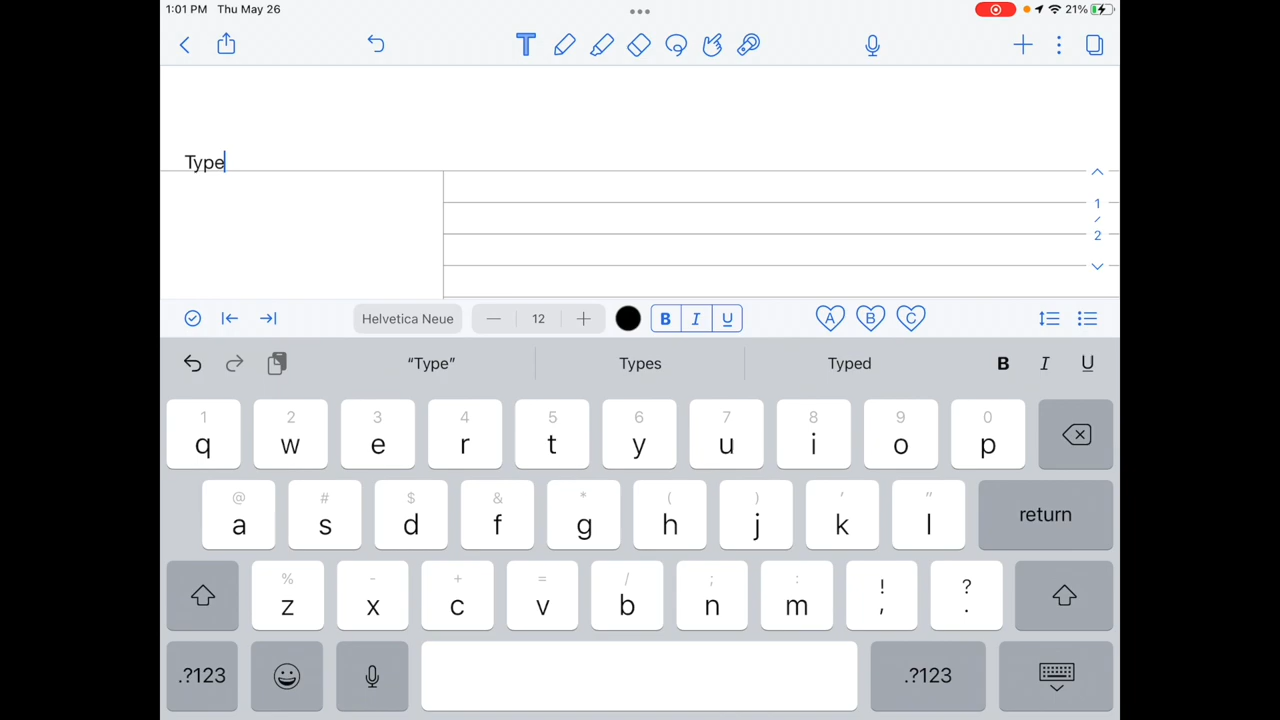 1:01 PM Thu May 26
21%
T
Type
1
2
Helvetica Neue
12
B I U
A B C
“Type” Types Typed
B I U
1 2 3 4 5 6 7 8 9 0
q w e r t y u i o p
@ # $ & * ( ) ' "
a s d f g h j k l
return
% - + = / ; : ! ?
z x c v b n m , .
.?123
.?123